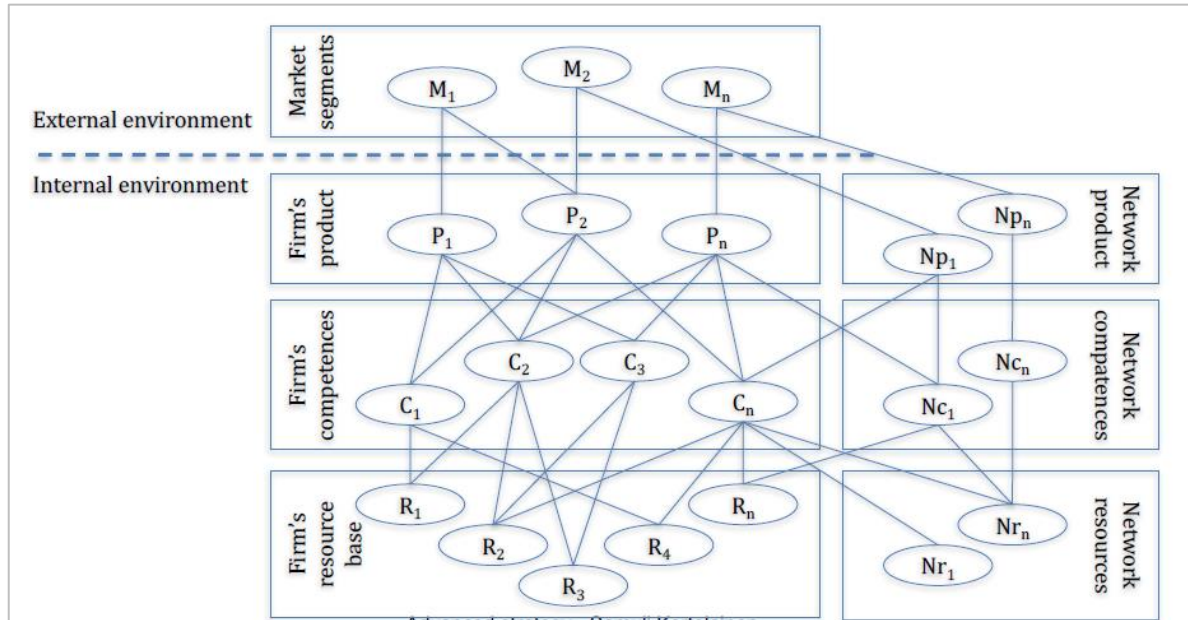 Market
segments
M₁
M₂
Mₙ
External environment
Internal environment
Firm's
product
P₁
P₂
Pₙ
Network
product
Np₁
Npₙ
Firm's
competences
C₁
C₂
C₃
Cₙ
Network
compatences
Nc₁
Ncₙ
Firm's
resource
base
R₁
R₂
R₃
R₄
Rₙ
Network
resources
Nr₁
Nrₙ